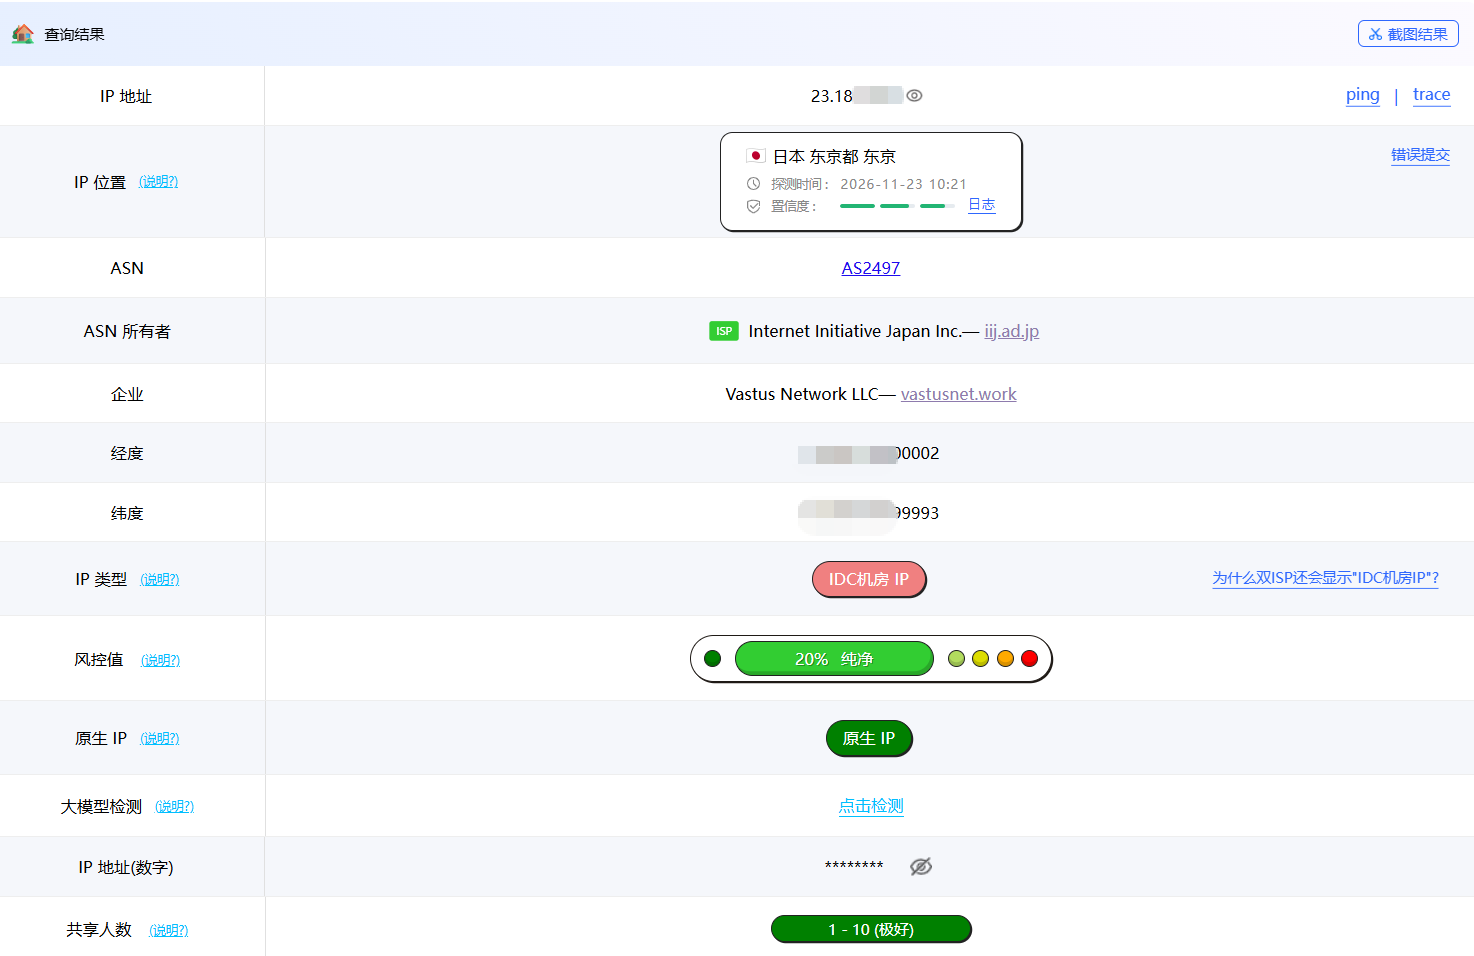 查询结果
截图结果
IP 地址
23.18
ping | trace
IP 位置 (说明?)
日本 东京都 东京
探测时间： 2026-11-23 10:21
置信度：
日志
错误提交
ASN
AS2497
ASN 所有者
ISP Internet Initiative Japan Inc.— iij.ad.jp
企业
Vastus Network LLC— vastusnet.work
经度
00002
纬度
99993
IP 类型 (说明?)
IDC机房 IP
为什么双ISP还会显示"IDC机房IP"?
风控值 (说明?)
20% 纯净
原生 IP (说明?)
原生 IP
大模型检测 (说明?)
点击检测
IP 地址(数字)
********
共享人数 (说明?)
1 - 10 (极好)